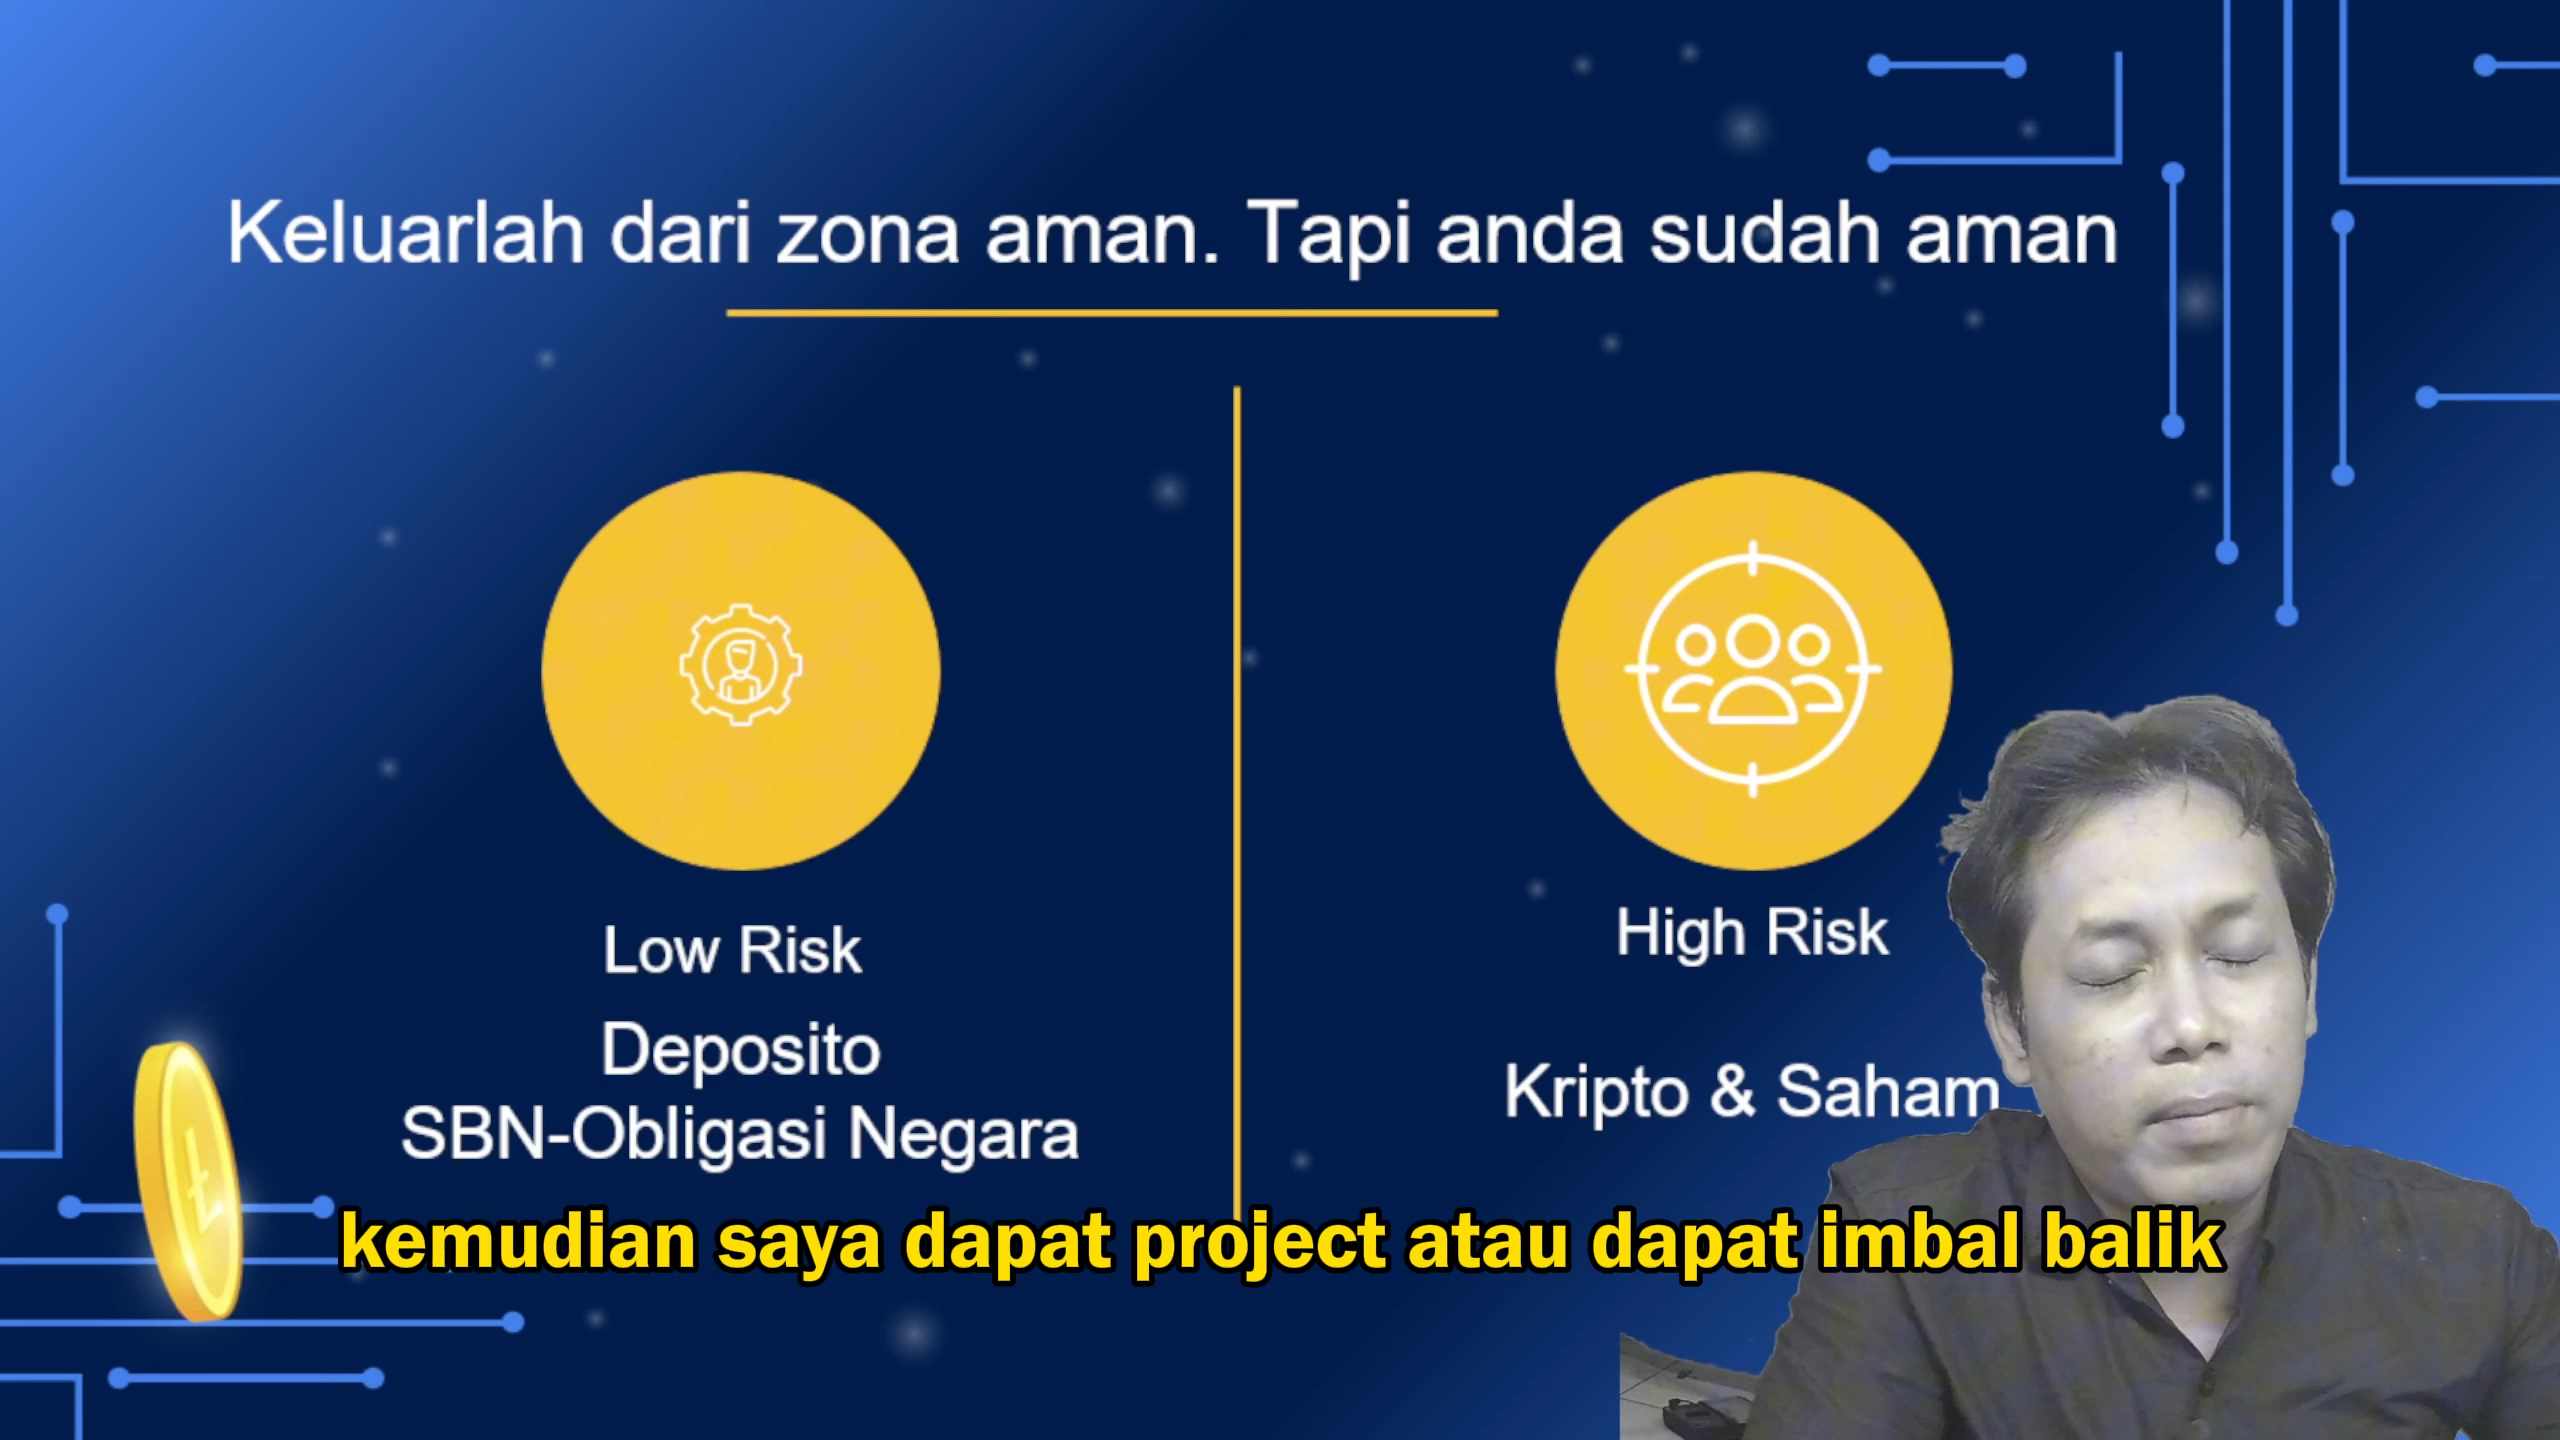 Keluarlah dari zona aman. Tapi anda sudah aman
Low Risk
Deposito
SBN-Obligasi Negara
High Risk
Kripto & Saham
kemudian saya dapat project atau dapat imbal balik